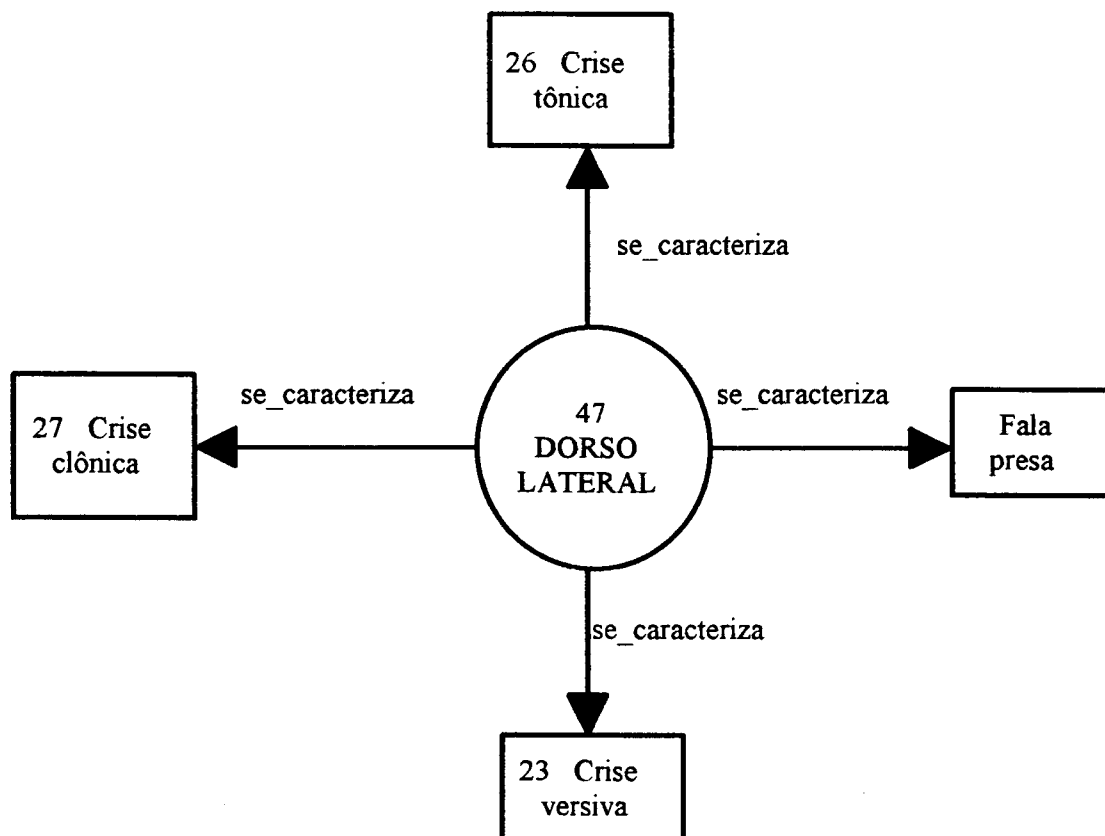 26 Crise
tônica
se_caracteriza
27 Crise
clônica
se_caracteriza
47
DORSO
LATERAL
se_caracteriza
Fala
presa
se_caracteriza
23 Crise
versiva